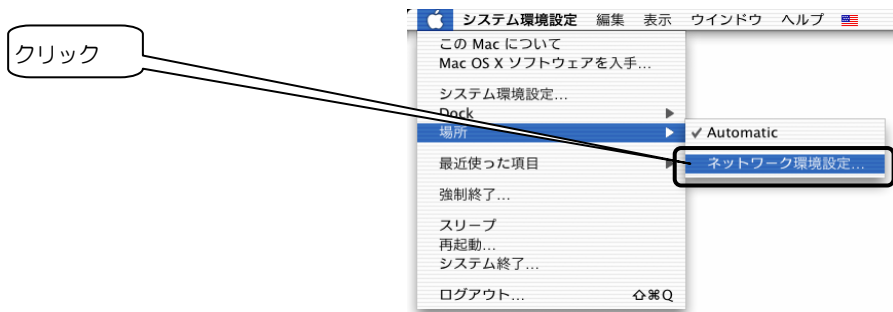 クリック
システム環境設定 編集 表示 ウインドウ ヘルプ
この Mac について
Mac OS X ソフトウェアを入手...
システム環境設定...
Dock
場所
✓ Automatic
最近使った項目
ネットワーク環境設定...
強制終了...
スリープ
再起動...
システム終了...
ログアウト... ⇧⌘Q